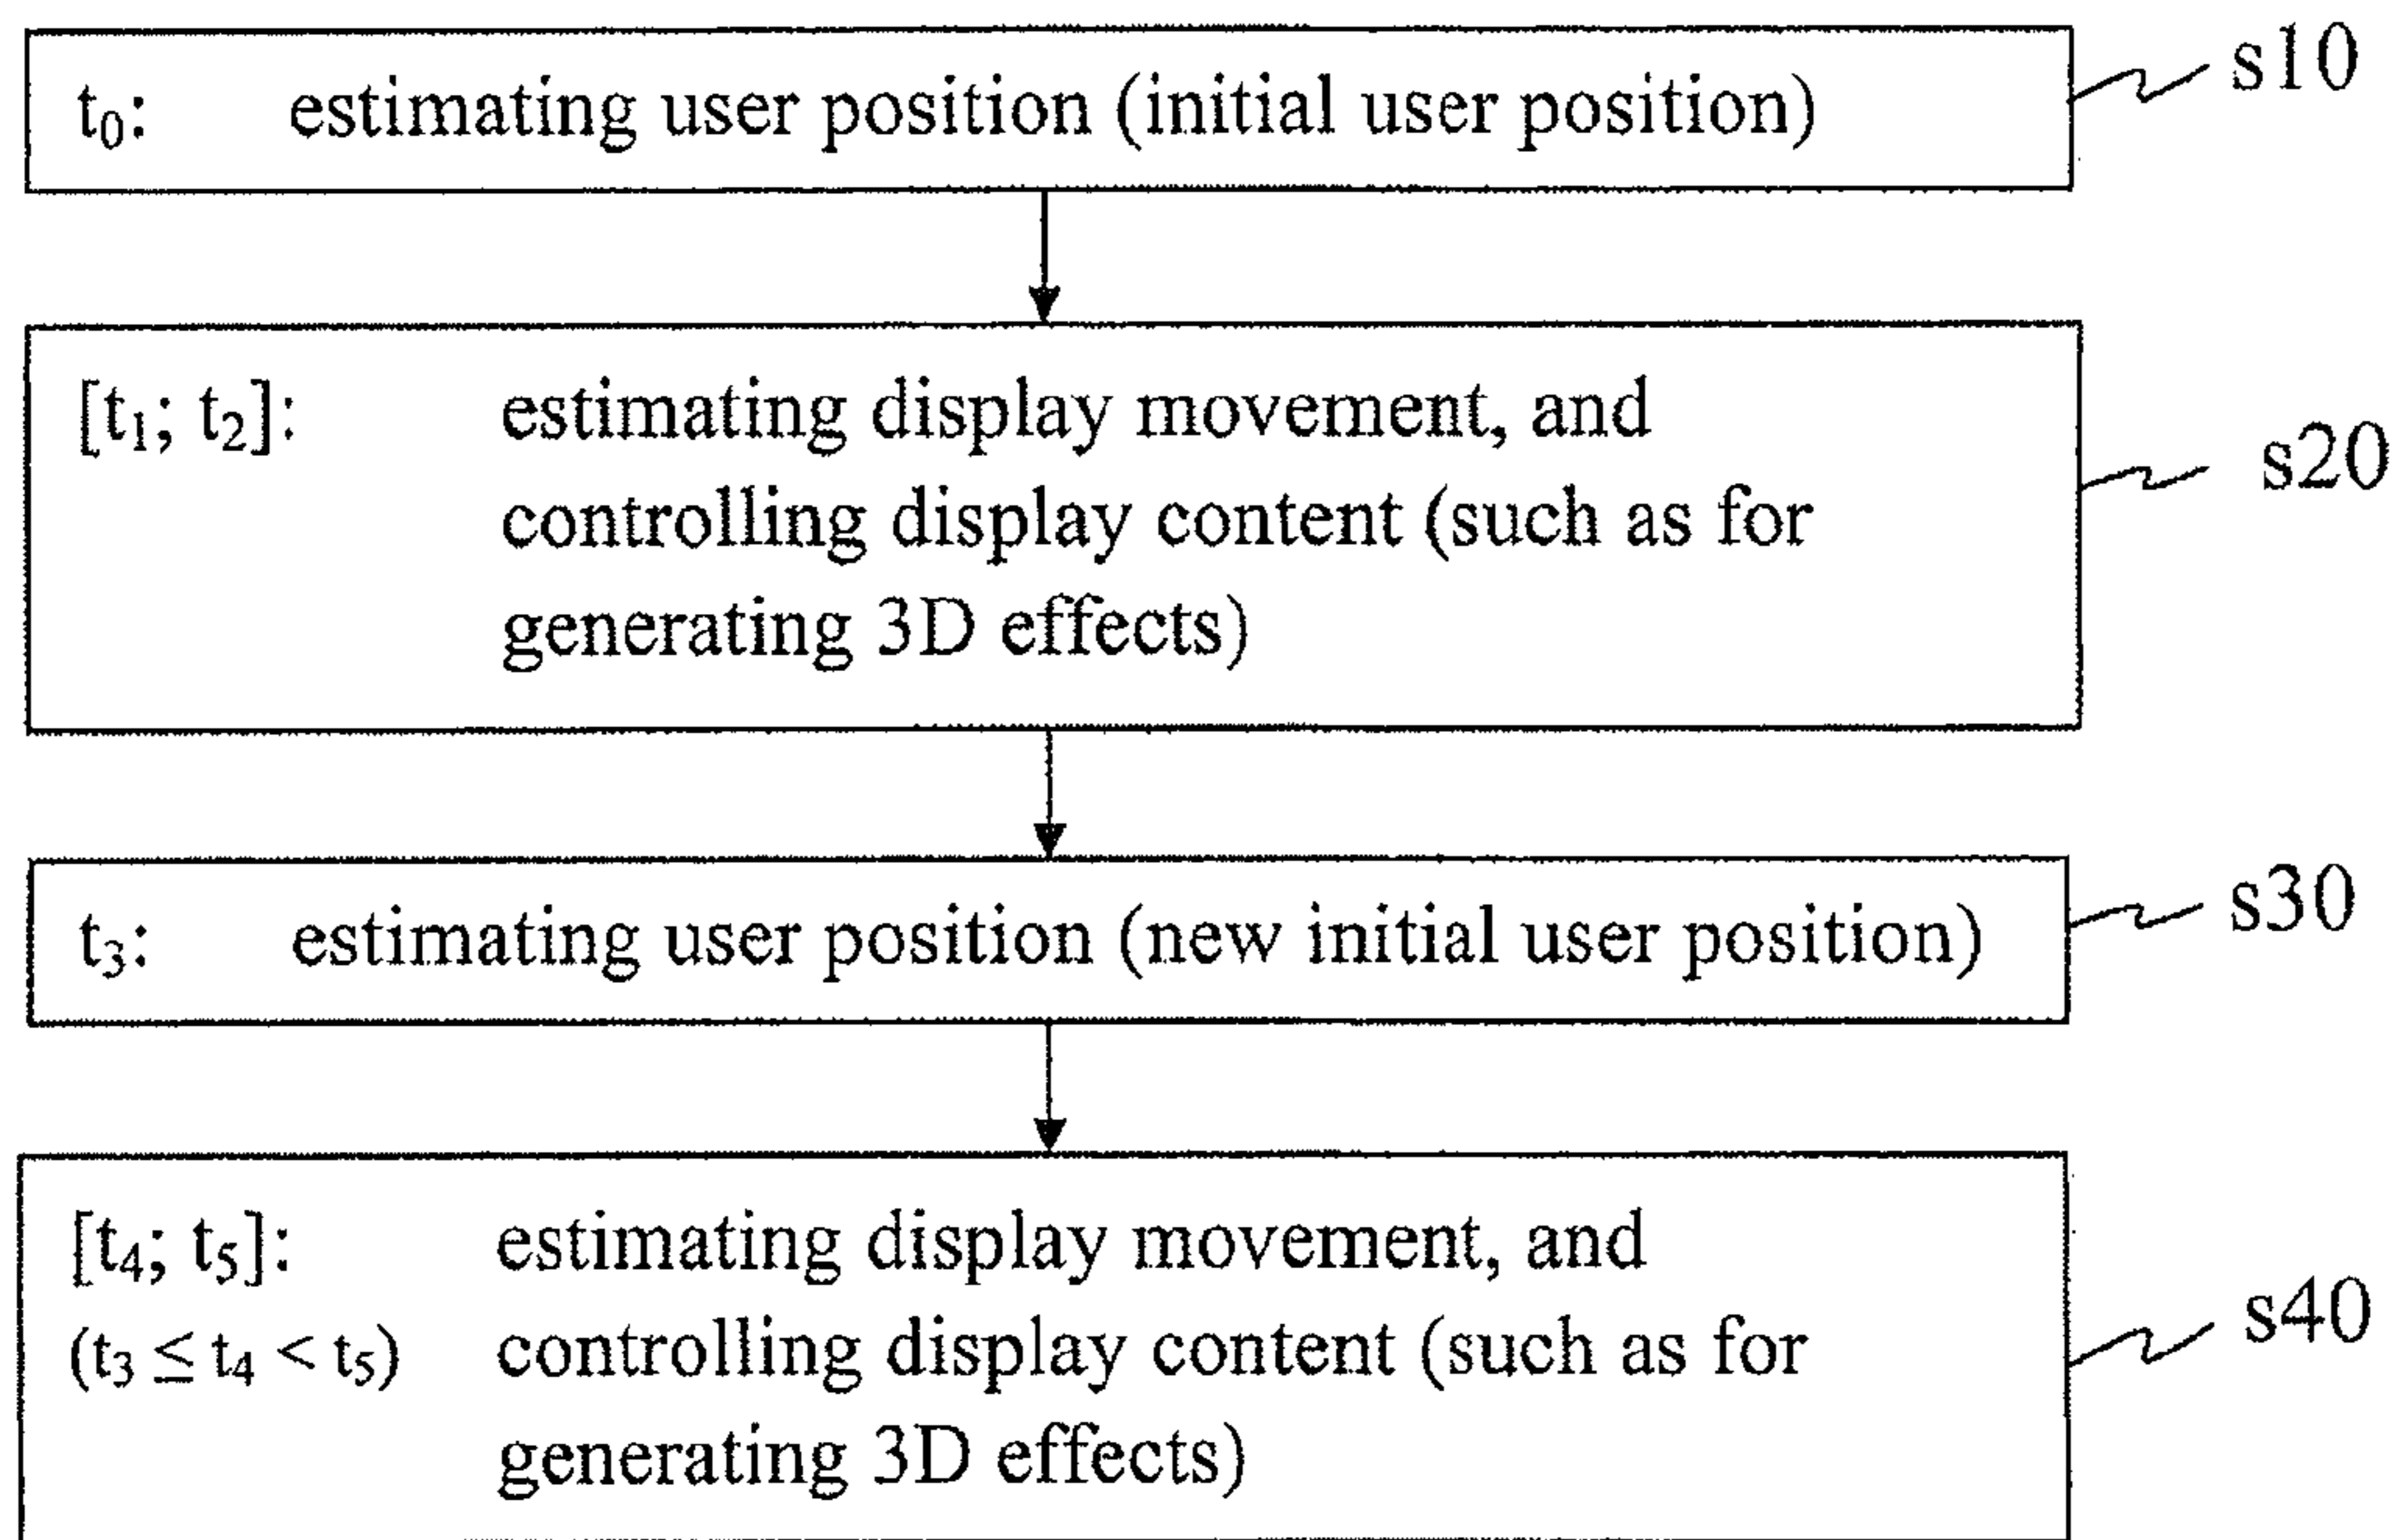 t₀: estimating user position (initial user position)
s10
[t₁; t₂]: estimating display movement, and
controlling display content (such as for
generating 3D effects)
s20
t₃: estimating user position (new initial user position)
s30
[t₄; t₅]: estimating display movement, and
(t₃ ≤ t₄ < t₅) controlling display content (such as for
generating 3D effects)
s40